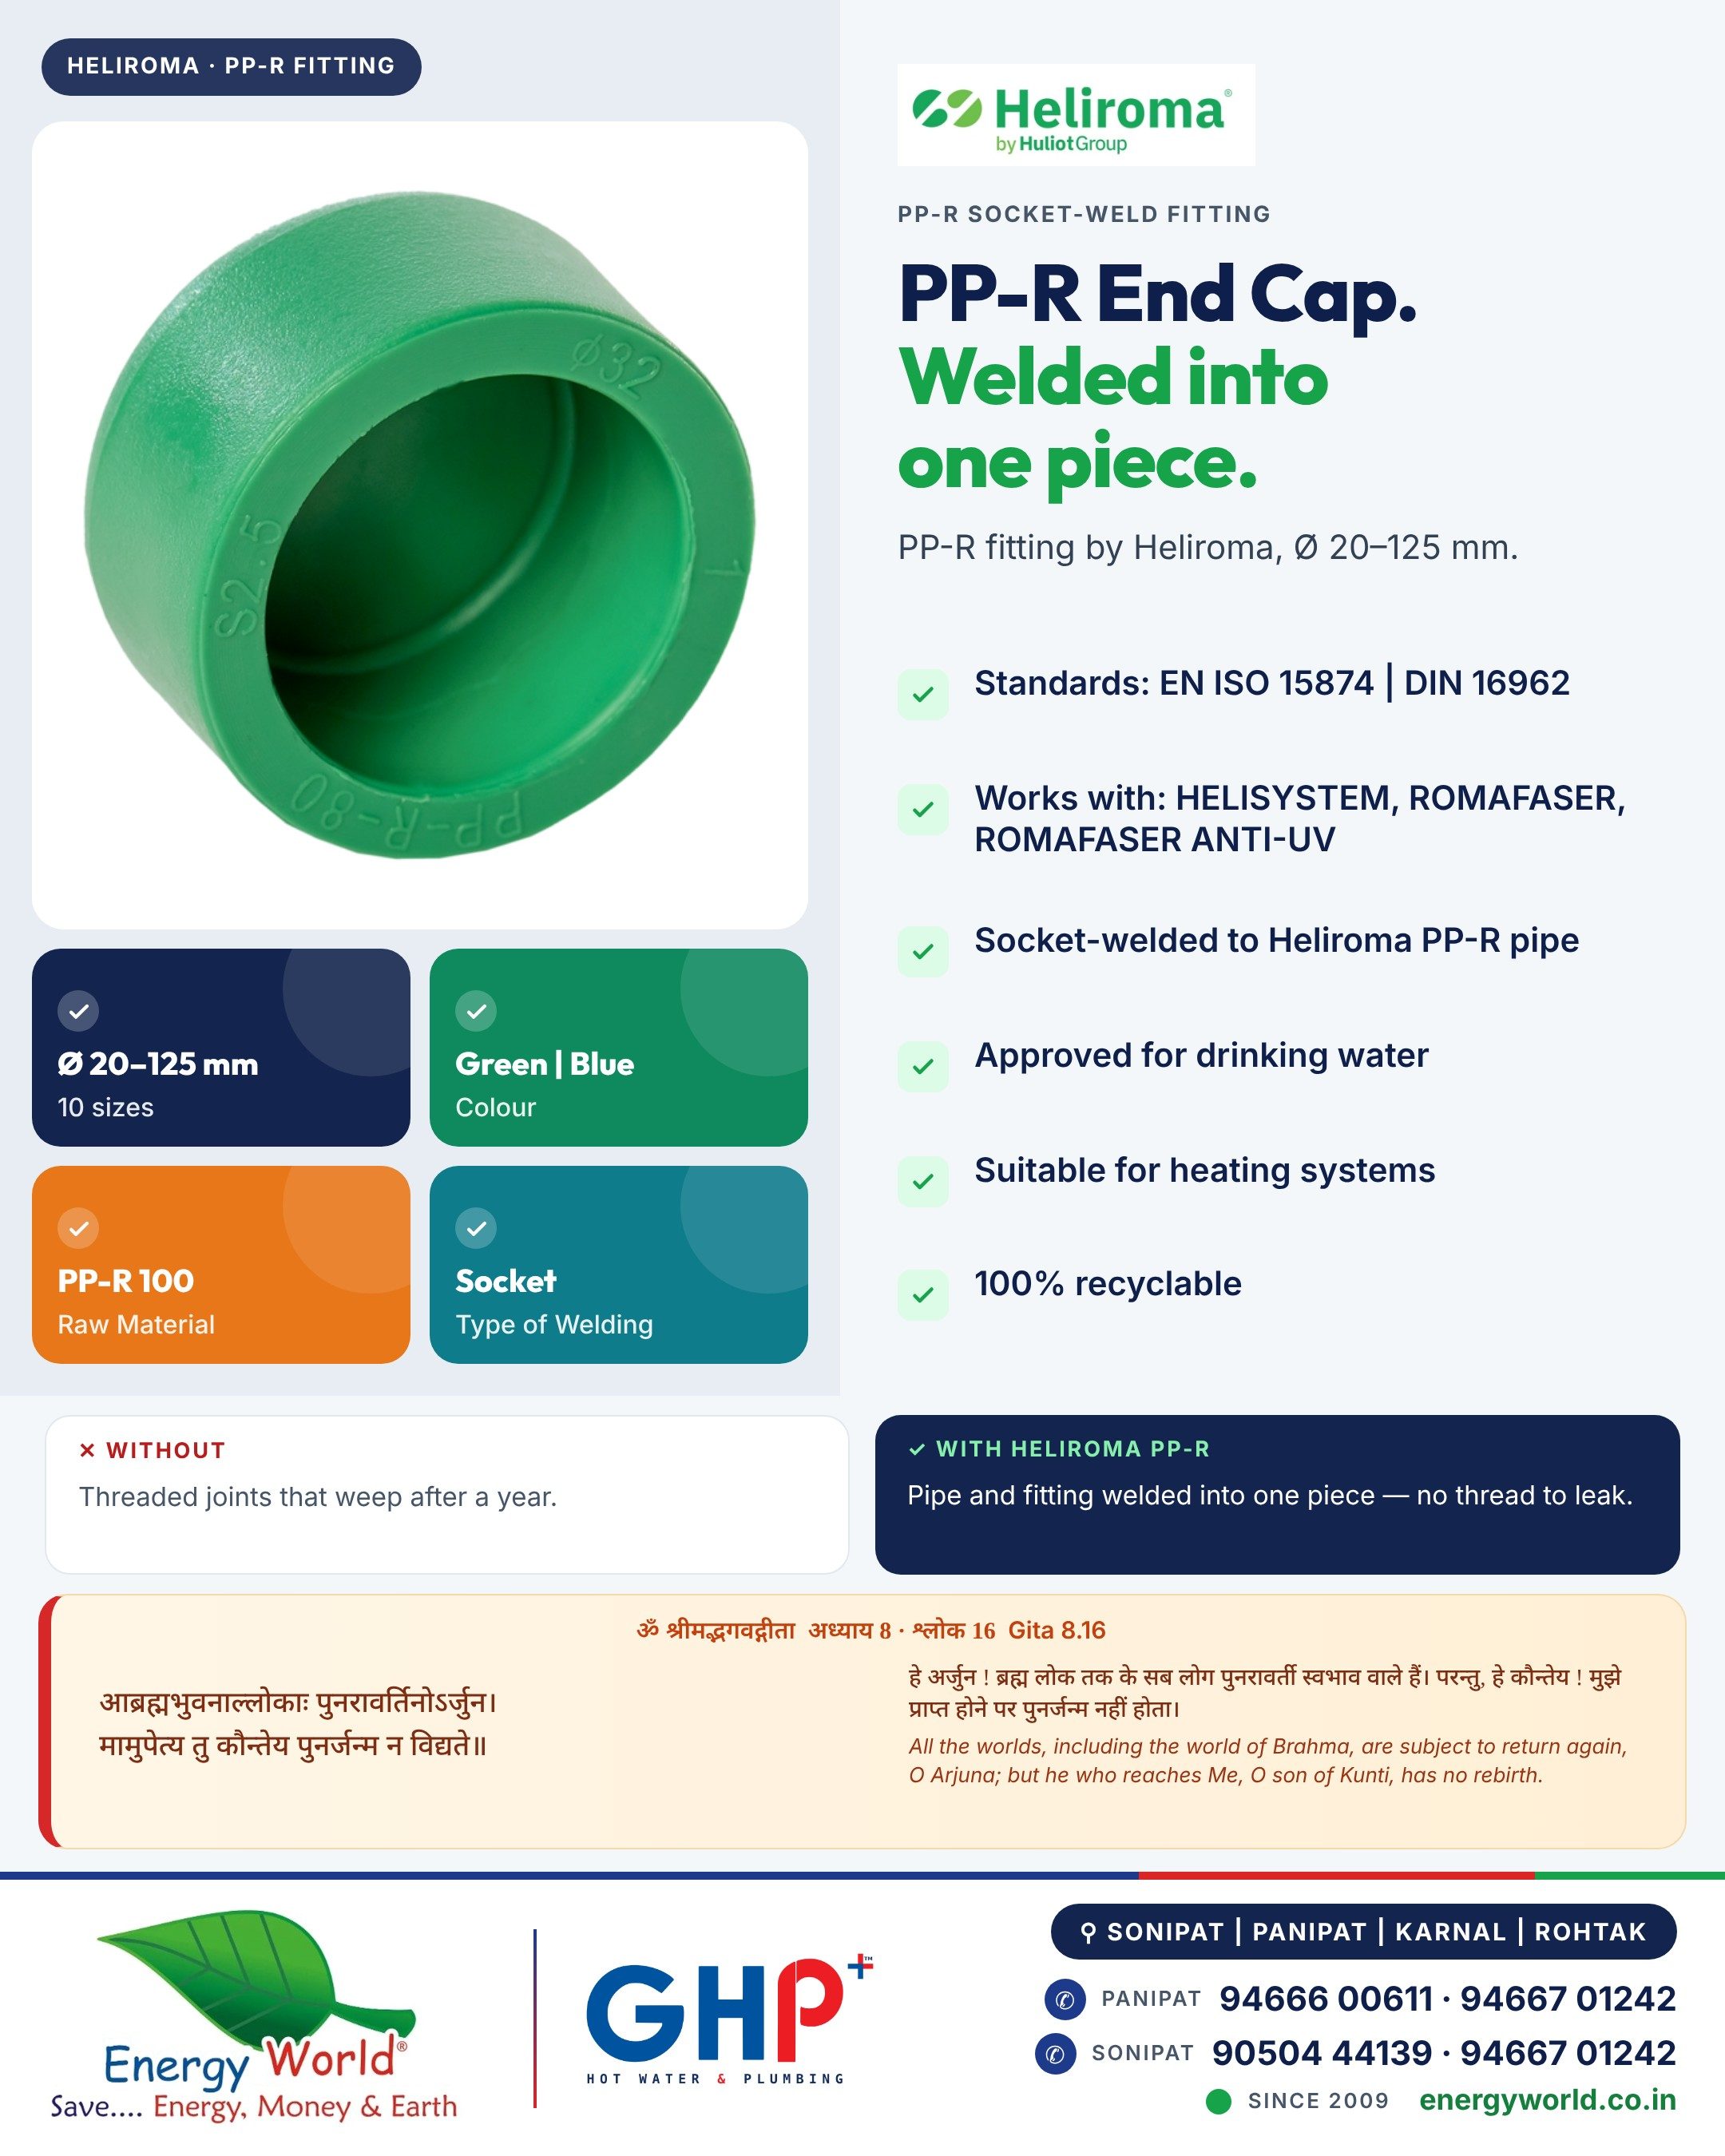 HELIROMA · PP-R FITTING
ø32
S2.5
1
PP-R-80
Ø 20–125 mm
10 sizes
Green | Blue
Colour
PP-R 100
Raw Material
Socket
Type of Welding
Heliroma®
by HuliotGroup
PP-R SOCKET-WELD FITTING
PP-R End Cap.
Welded into
one piece.
PP-R fitting by Heliroma, Ø 20–125 mm.
Standards: EN ISO 15874 | DIN 16962
Works with: HELISYSTEM, ROMAFASER,
ROMAFASER ANTI-UV
Socket-welded to Heliroma PP-R pipe
Approved for drinking water
Suitable for heating systems
100% recyclable
✕ WITHOUT
Threaded joints that weep after a year.
✓ WITH HELIROMA PP-R
Pipe and fitting welded into one piece — no thread to leak.
ॐ श्रीमद्भगवद्गीता अध्याय 8 · श्लोक 16 Gita 8.16
आब्रह्मभुवनाल्लोकाः पुनरावर्तिनोऽर्जुन।
मामुपेत्य तु कौन्तेय पुनर्जन्म न विद्यते॥
हे अर्जुन ! ब्रह्म लोक तक के सब लोग पुनरावर्ती स्वभाव वाले हैं। परन्तु, हे कौन्तेय ! मुझे
प्राप्त होने पर पुनर्जन्म नहीं होता।
All the worlds, including the world of Brahma, are subject to return again,
O Arjuna; but he who reaches Me, O son of Kunti, has no rebirth.
Energy World®
Save.... Energy, Money & Earth
GHP+™
HOT WATER & PLUMBING
SONIPAT | PANIPAT | KARNAL | ROHTAK
PANIPAT 94666 00611 · 94667 01242
SONIPAT 90504 44139 · 94667 01242
SINCE 2009 energyworld.co.in